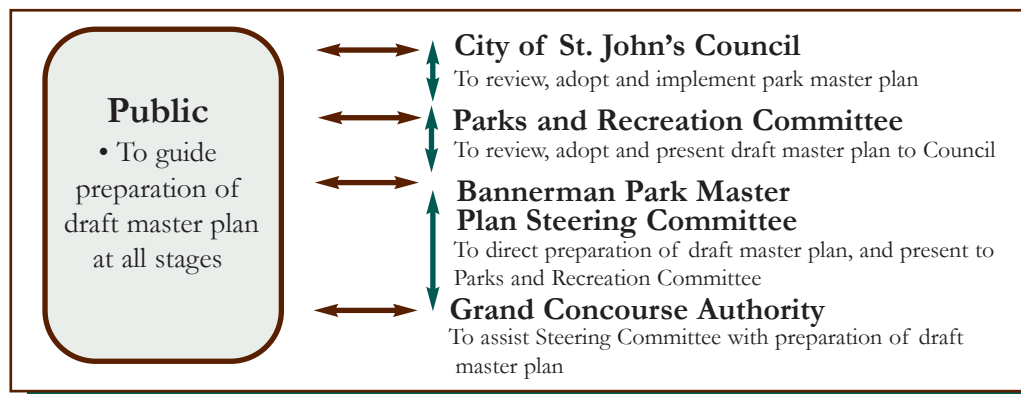 Public
• To guide
preparation of
draft master plan
at all stages
City of St. John's Council
To review, adopt and implement park master plan
Parks and Recreation Committee
To review, adopt and present draft master plan to Council
Bannerman Park Master
Plan Steering Committee
To direct preparation of draft master plan, and present to
Parks and Recreation Committee
Grand Concourse Authority
To assist Steering Committee with preparation of draft
master plan